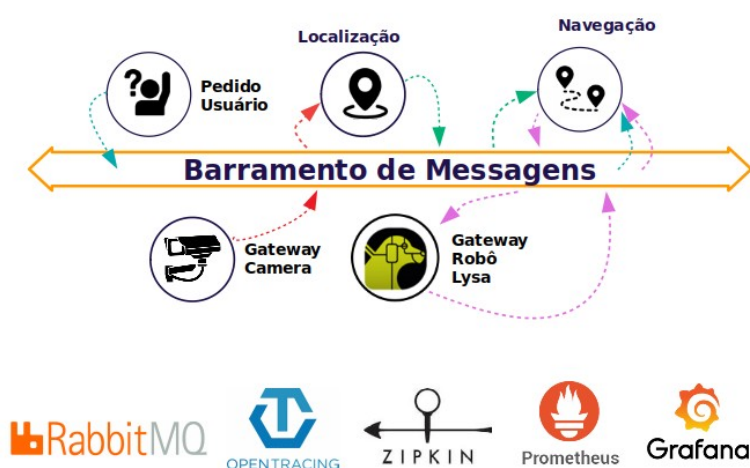 Localização
Navegação
Pedido
Usuário
Barramento de Messagens
Gateway
Camera
Gateway
Robô
Lysa
RabbitMQ
OPENTRACING
ZIPKIN
Prometheus
Grafana